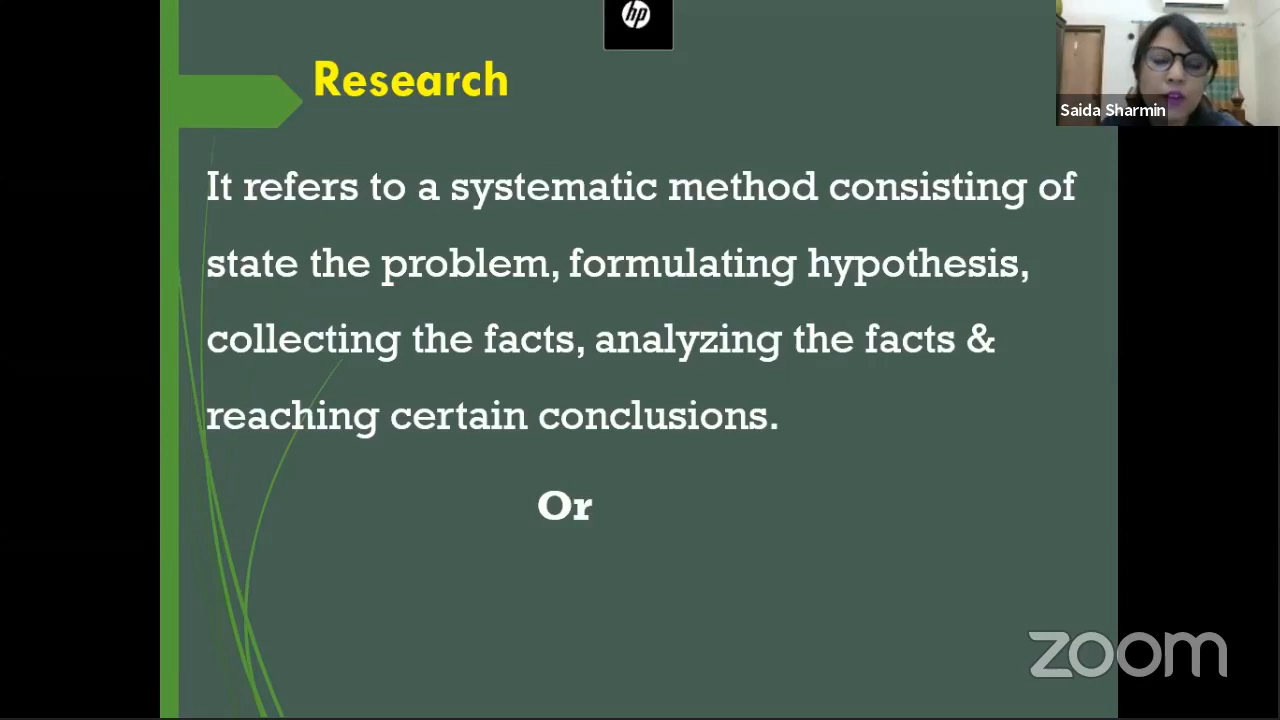 hp
Research
Saida Sharmin
It refers to a systematic method consisting of
state the problem, formulating hypothesis,
collecting the facts, analyzing the facts &
reaching certain conclusions.
Or
zoom